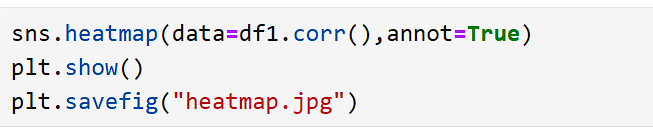 sns.heatmap(data=df1.corr(),annot=True)
plt.show()
plt.savefig("heatmap.jpg")